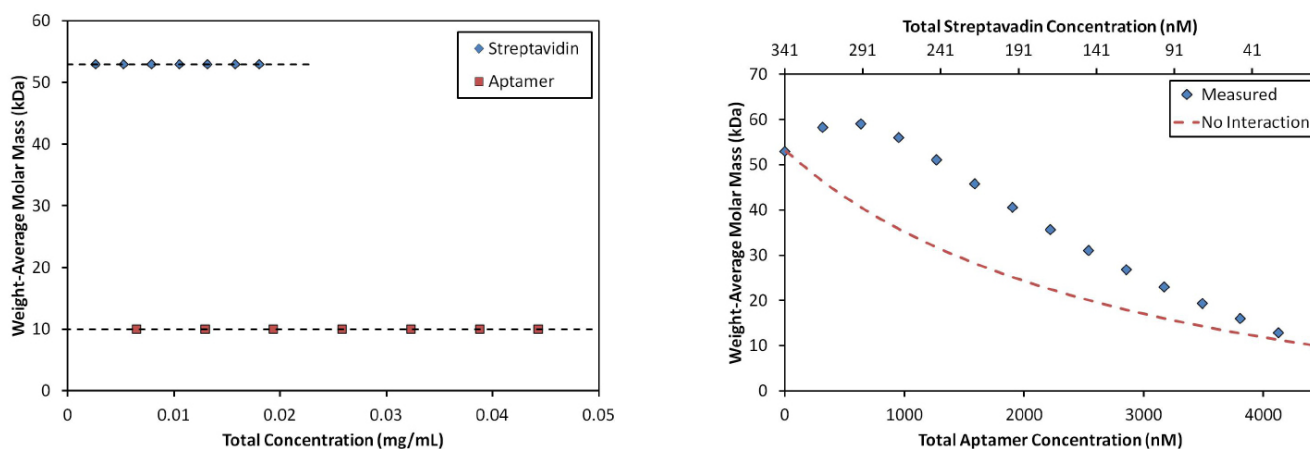 60
50
40
30
20
10
0
Weight-Average Molar Mass (kDa)
Streptavidin
Aptamer
0 0.01 0.02 0.03 0.04 0.05
Total Concentration (mg/mL)
Total Streptavadin Concentration (nM)
341 291 241 191 141 91 41
70
60
50
40
30
20
10
0
Weight-Average Molar Mass (kDa)
Measured
No Interaction
0 1000 2000 3000 4000
Total Aptamer Concentration (nM)